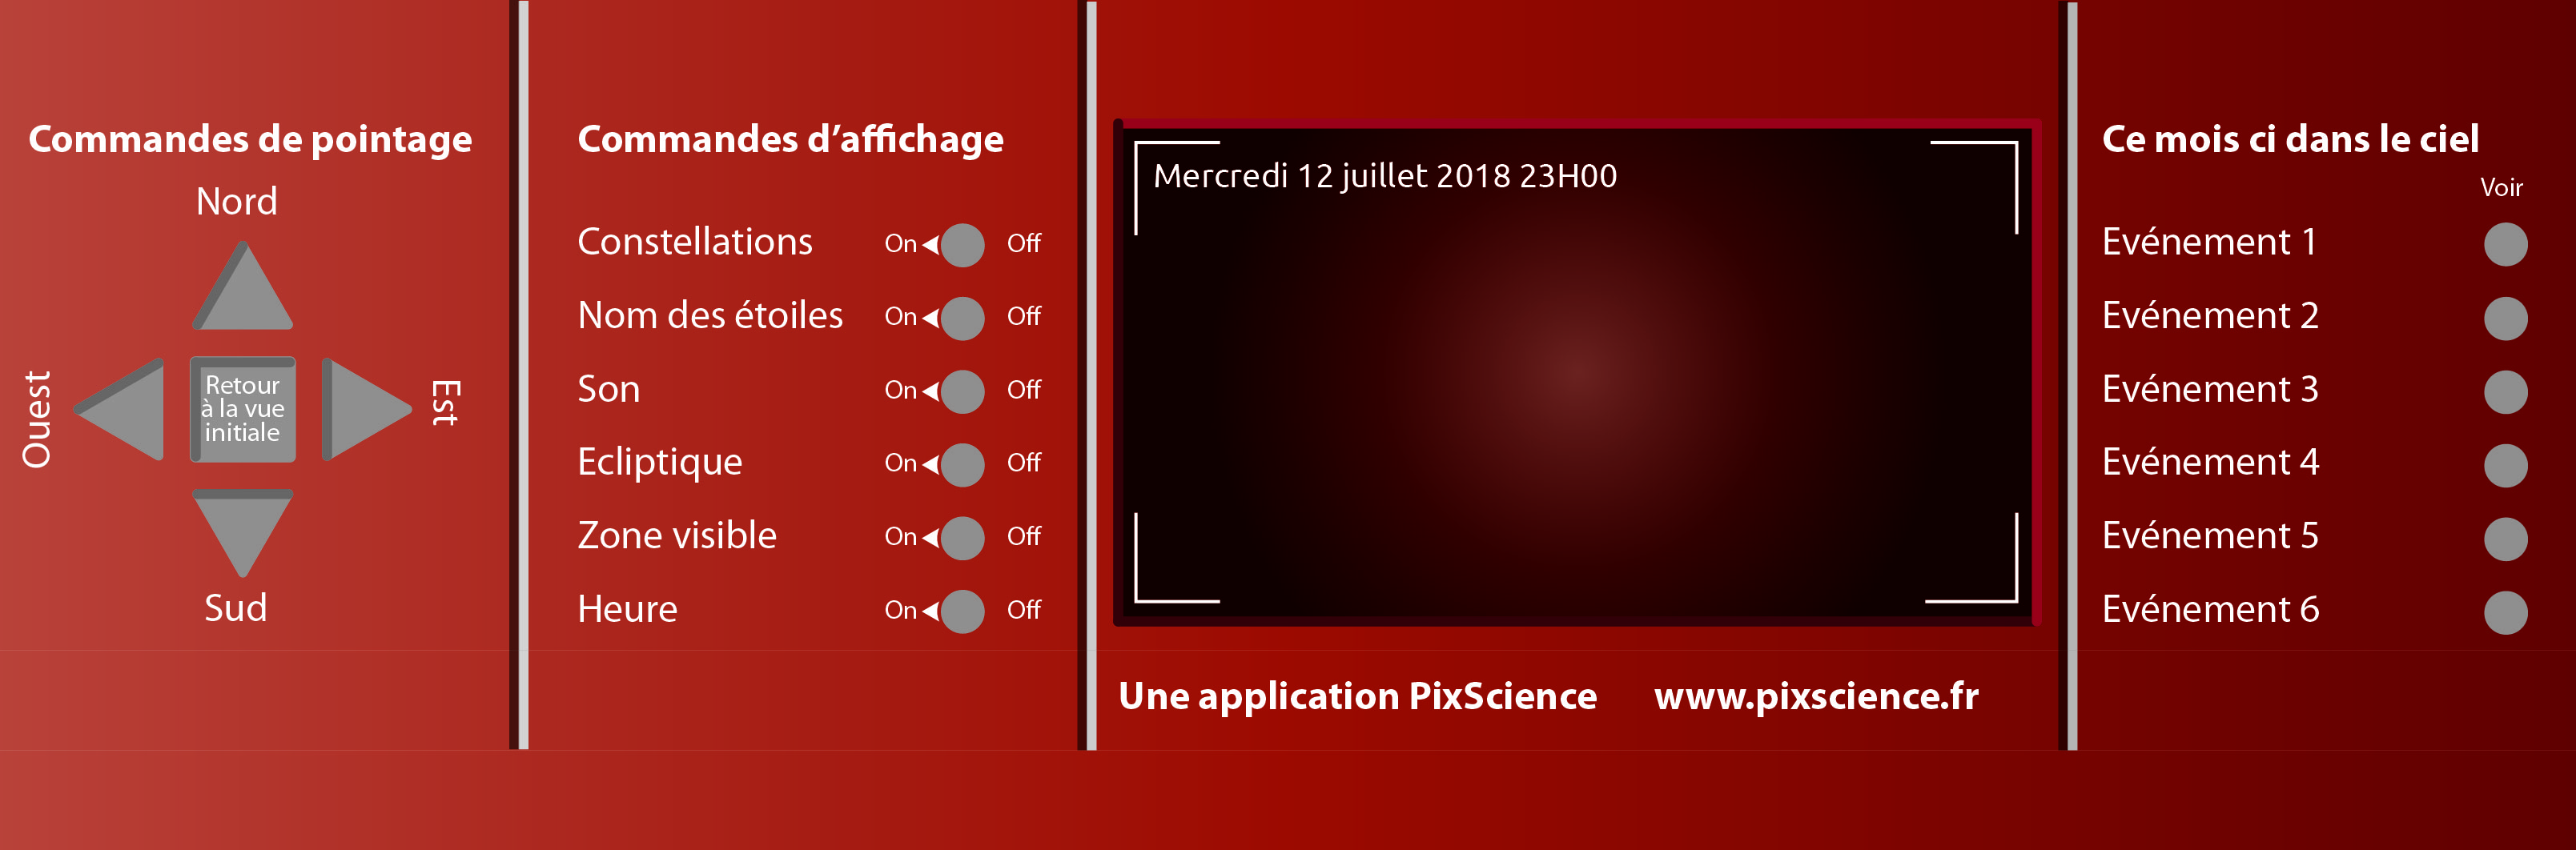 Commandes de pointage
Nord
Ouest
Retour
à la vue
initiale
Est
Sud
Commandes d’affichage
Constellations On Off
Nom des étoiles On Off
Son On Off
Ecliptique On Off
Zone visible On Off
Heure On Off
Mercredi 12 juillet 2018 23H00
Une application PixScience www.pixscience.fr
Ce mois ci dans le ciel
Voir
Evénement 1
Evénement 2
Evénement 3
Evénement 4
Evénement 5
Evénement 6